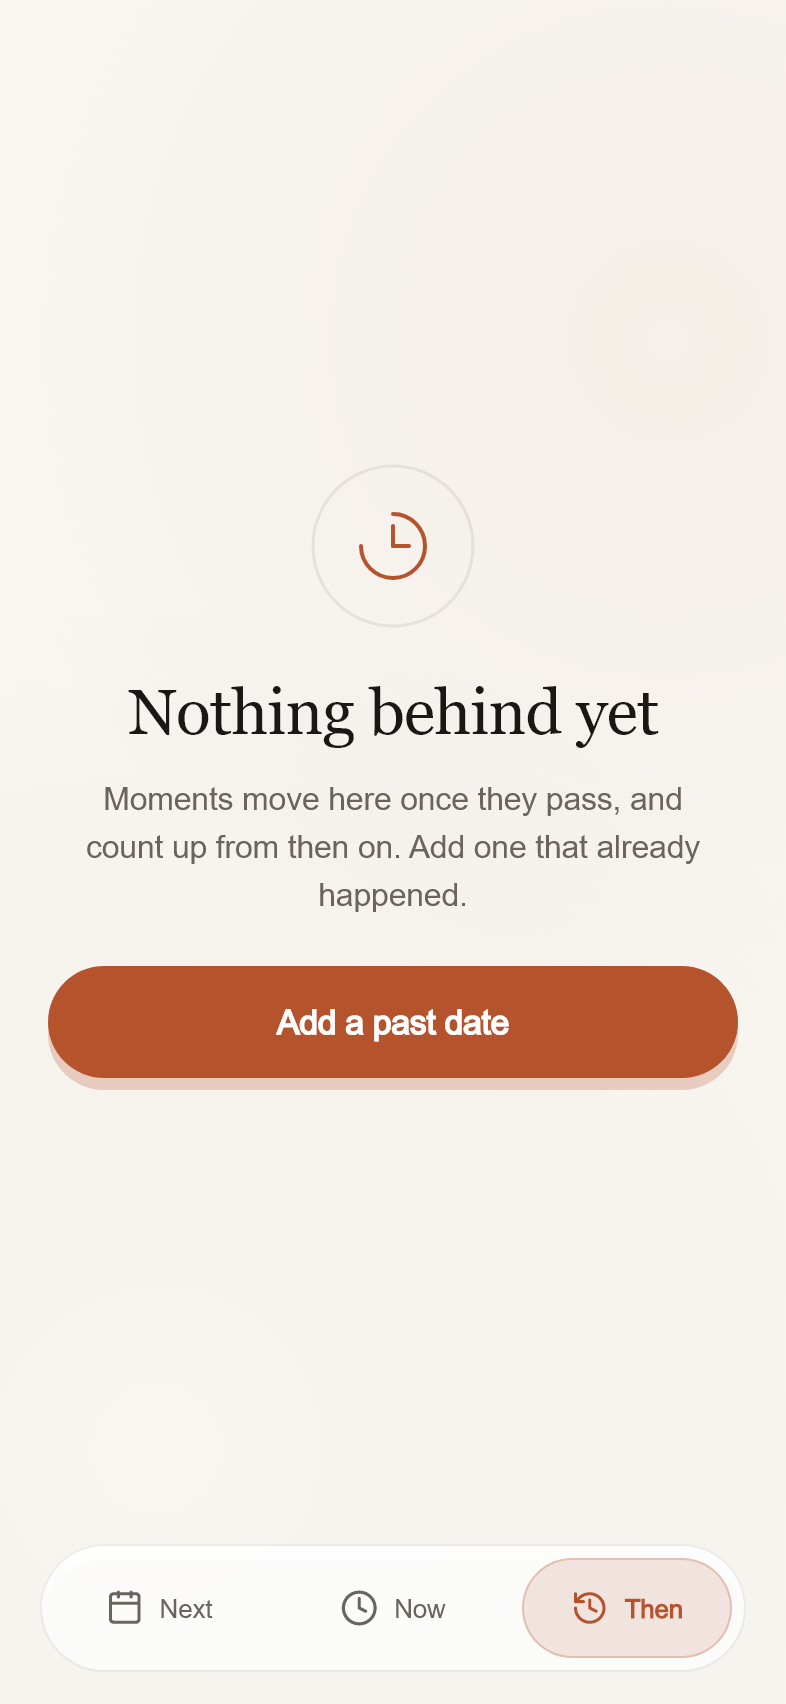 Nothing behind yet
Moments move here once they pass, and
count up from then on. Add one that already
happened.
Add a past date
Next
Now
Then